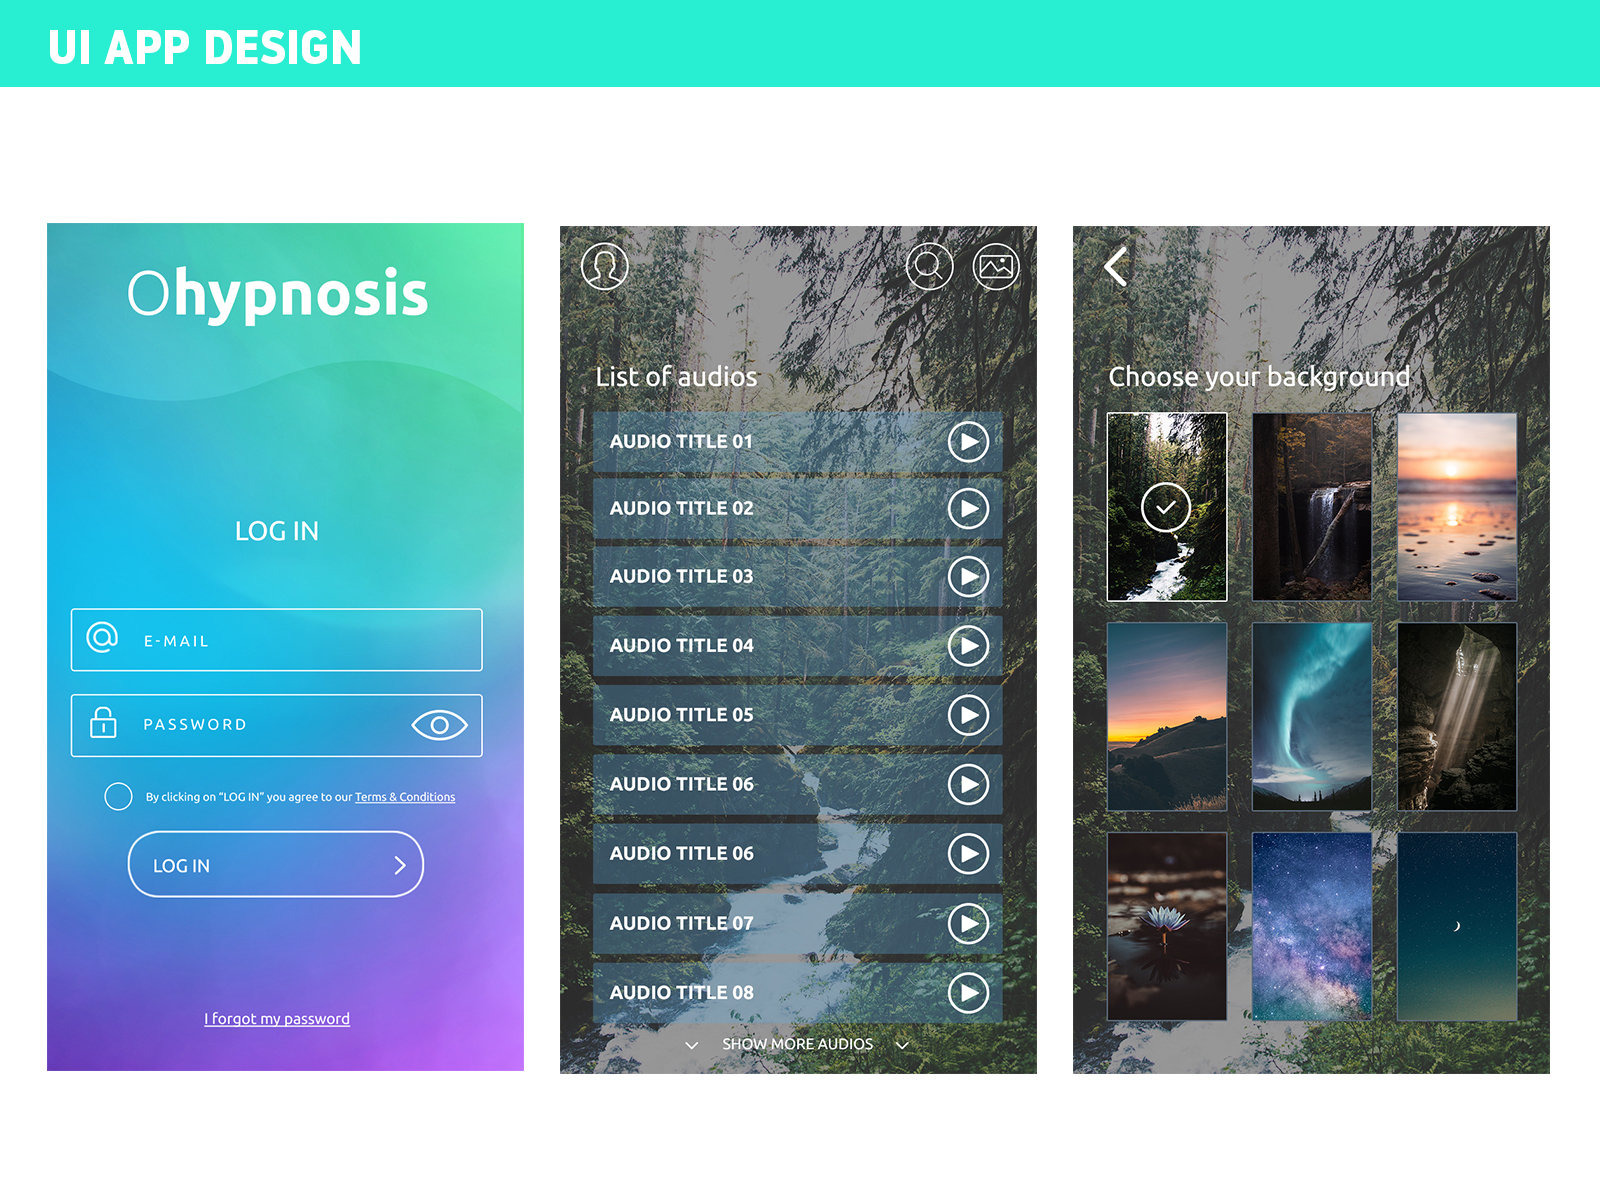 UI APP DESIGN
Ohypnosis
LOG IN
E-MAIL
PASSWORD
By clicking on “LOG IN” you agree to our Terms & Conditions
LOG IN
I forgot my password
List of audios
AUDIO TITLE 01
AUDIO TITLE 02
AUDIO TITLE 03
AUDIO TITLE 04
AUDIO TITLE 05
AUDIO TITLE 06
AUDIO TITLE 06
AUDIO TITLE 07
AUDIO TITLE 08
SHOW MORE AUDIOS
Choose your background